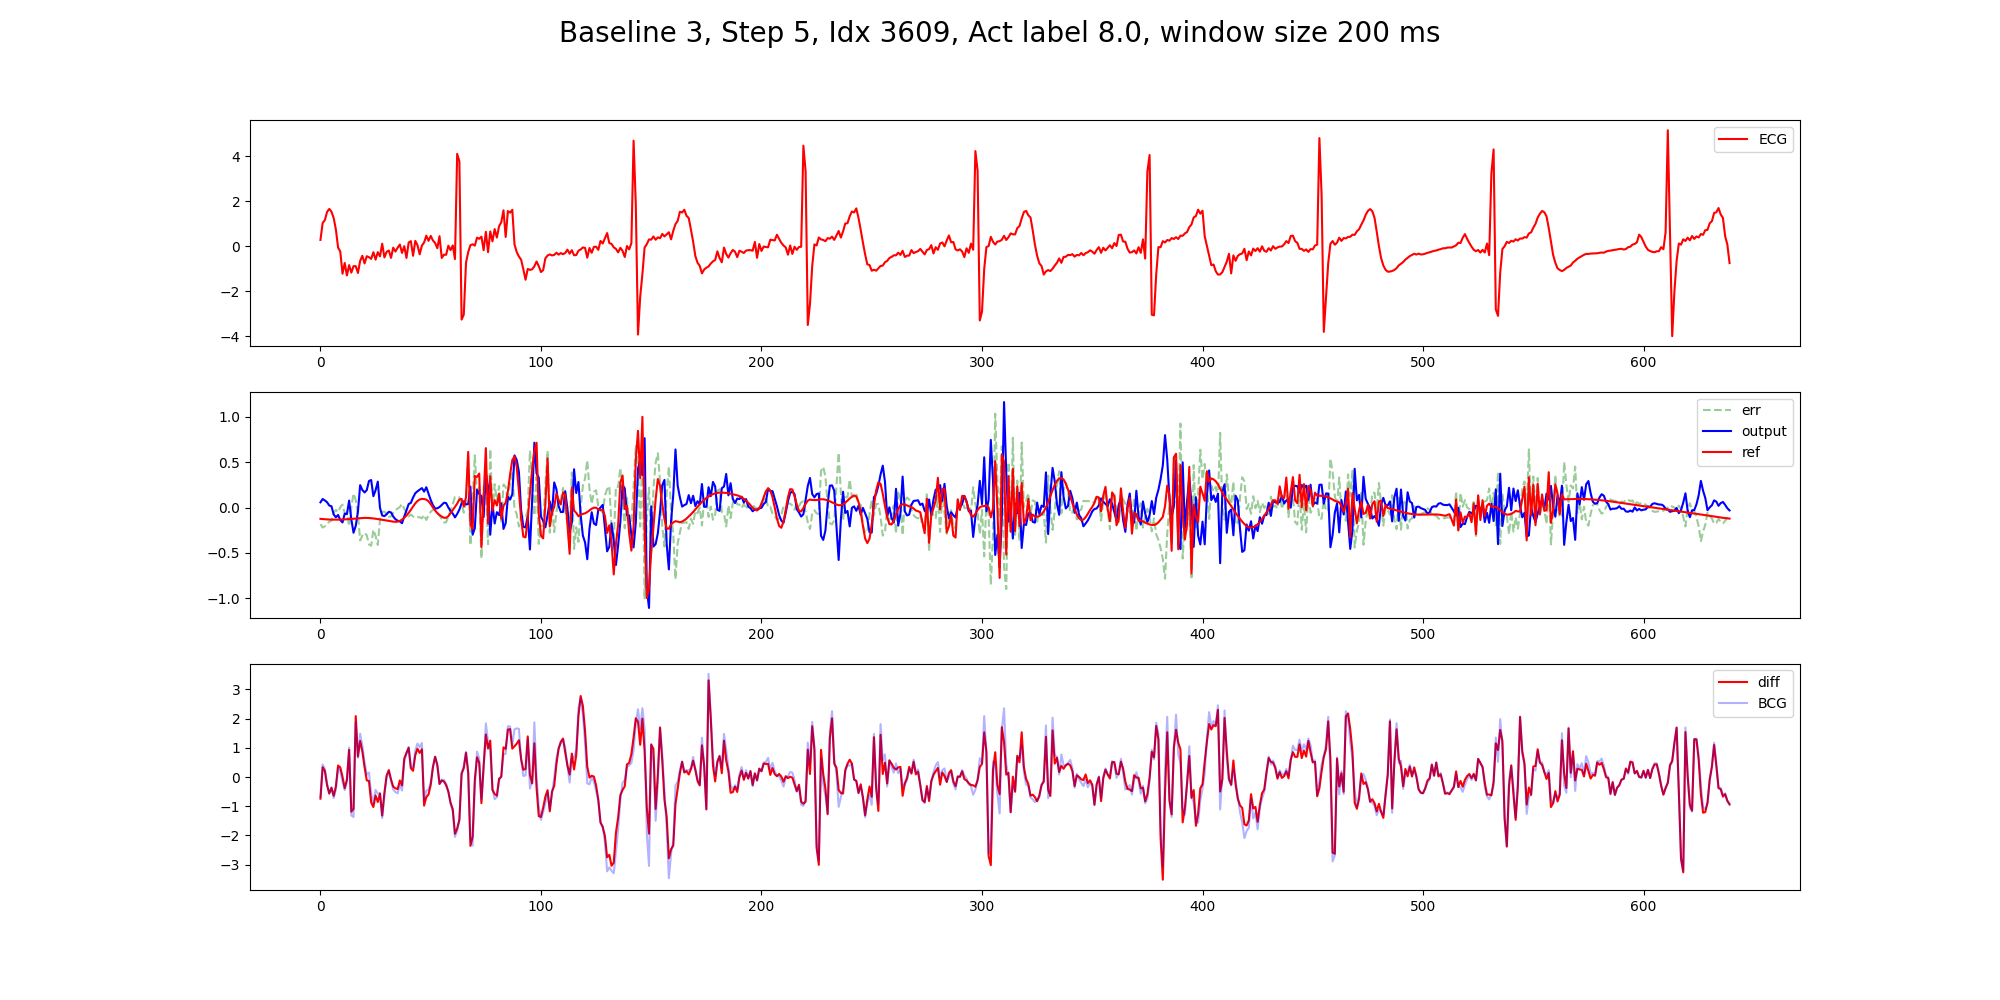 Baseline 3, Step 5, Idx 3609, Act label 8.0, window size 200 ms
ECG
4
2
0
−2
−4
0 100 200 300 400 500 600
err
output
ref
1.0
0.5
0.0
−0.5
−1.0
0 100 200 300 400 500 600
diff
BCG
3
2
1
0
−1
−2
−3
0 100 200 300 400 500 600